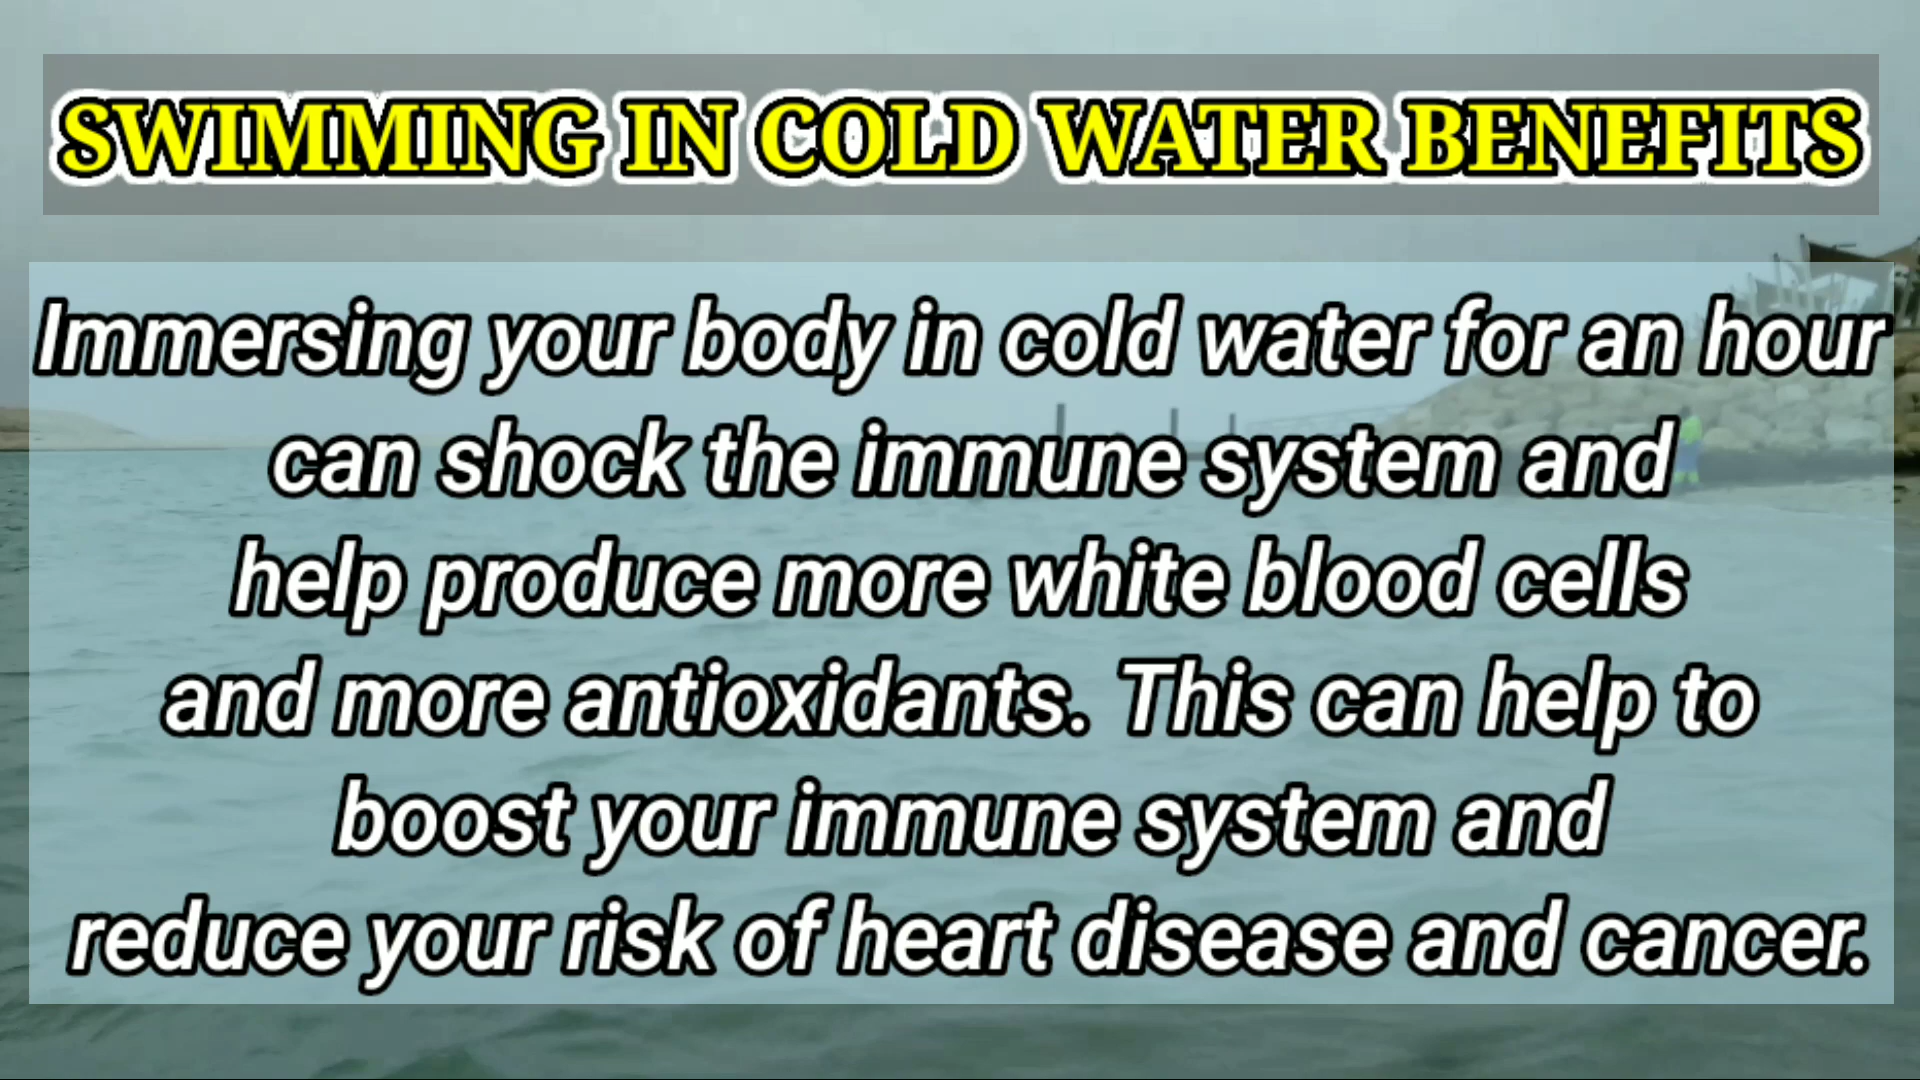 SWIMMING IN COLD WATER BENEFITS
Immersing your body in cold water for an hour
can shock the immune system and
help produce more white blood cells
and more antioxidants. This can help to
boost your immune system and
reduce your risk of heart disease and cancer.